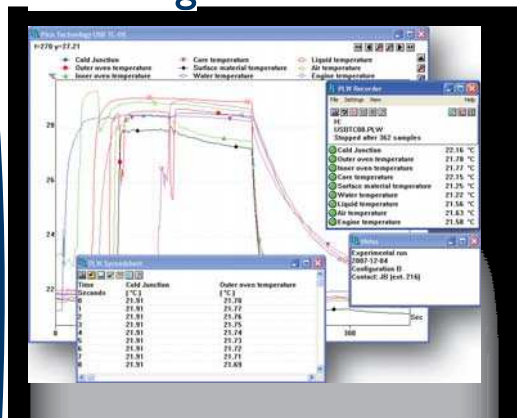 Pico Technology USB TC-08
t=270 y=27.21
Cold Junction
Outer oven temperature
Inner oven temperature
Core temperature
Surface material temperature
Water temperature
Liquid temperature
Air temperature
Engine temperature
°C
28
26
24
22
0
300
Sec
PLW Recorder
File Settings View Help
USBTC08.PLW
Stopped after 362 samples
Cold Junction 22.16 °C
Outer oven temperature 21.78 °C
Inner oven temperature 21.77 °C
Core temperature 22.15 °C
Surface material temperature 21.25 °C
Water temperature 21.22 °C
Liquid temperature 21.56 °C
Air temperature 21.63 °C
Engine temperature 21.58 °C
Notes
Experimental run
2007-12-04
Configuration B
Contact: JB (ext. 216)
PLW Spreadsheet
Time Cold Junction Outer oven temperature
Seconds (°C) (°C)
0 21.91 21.78
1 21.91 21.77
2 21.91 21.76
3 21.91 21.75
4 21.91 21.74
5 21.91 21.73
6 21.91 21.72
7 21.91 21.71
8 21.91 21.69